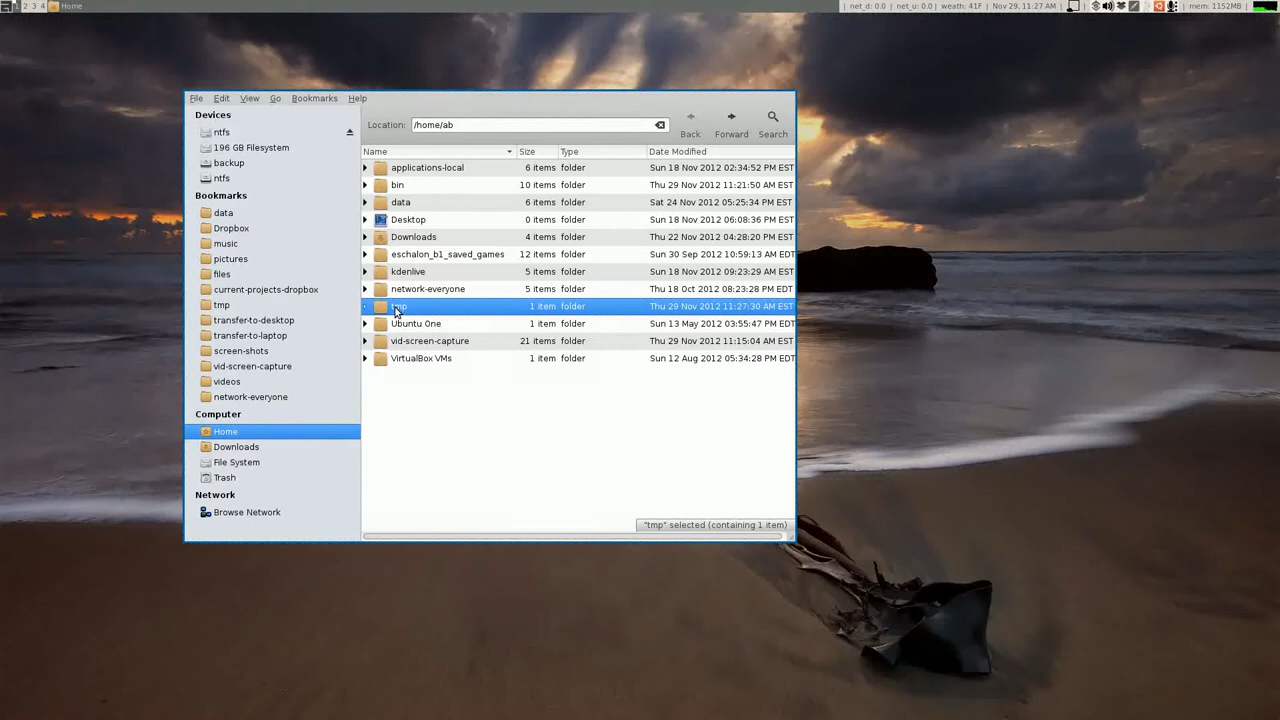 1 2 3 4 Home | net_d: 0.0 | net_u: 0.0 | weath: 41F | Nov 29, 11:27 AM | mem: 1152MB |
File Edit View Go Bookmarks Help
Devices
ntfs
196 GB Filesystem
backup
ntfs
Bookmarks
data
Dropbox
music
pictures
files
current-projects-dropbox
tmp
transfer-to-desktop
transfer-to-laptop
screen-shots
vid-screen-capture
videos
network-everyone
Computer
Home
Downloads
File System
Trash
Network
Browse Network
Location: /home/ab Back Forward Search
Name Size Type Date Modified
applications-local 6 items folder Sun 18 Nov 2012 02:34:52 PM EST
bin 10 items folder Thu 29 Nov 2012 11:21:50 AM EST
data 6 items folder Sat 24 Nov 2012 05:25:34 PM EST
Desktop 0 items folder Sun 18 Nov 2012 06:08:36 PM EST
Downloads 4 items folder Thu 22 Nov 2012 04:28:20 PM EST
eschalon_b1_saved_games 12 items folder Sun 30 Sep 2012 10:59:13 AM EDT
kdenlive 5 items folder Sun 18 Nov 2012 09:23:29 AM EST
network-everyone 5 items folder Thu 18 Oct 2012 08:23:28 PM EDT
tmp 1 item folder Thu 29 Nov 2012 11:27:30 AM EST
Ubuntu One 1 item folder Sun 13 May 2012 03:55:47 PM EDT
vid-screen-capture 21 items folder Thu 29 Nov 2012 11:15:04 AM EST
VirtualBox VMs 1 item folder Sun 12 Aug 2012 05:34:28 PM EDT
"tmp" selected (containing 1 item)